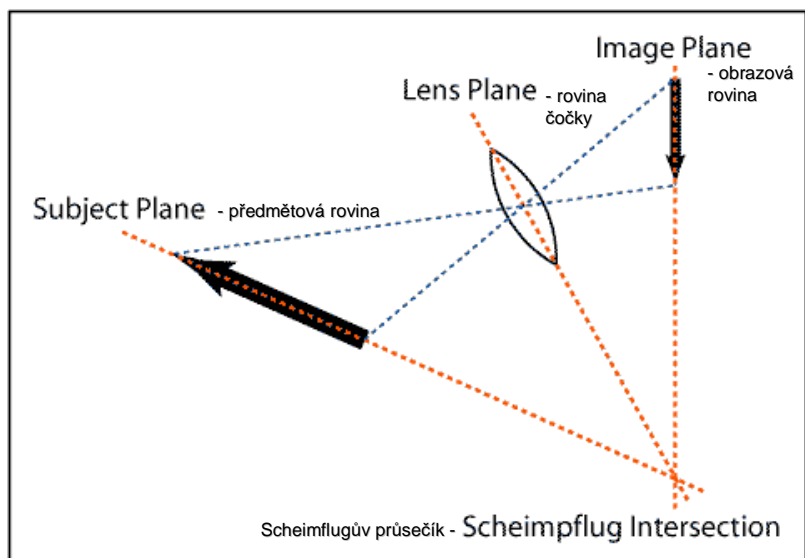 Image Plane
- obrazová
rovina
Lens Plane - rovina
čočky
Subject Plane - předmětová rovina
Scheimflugův průsečík - Scheimpflug Intersection